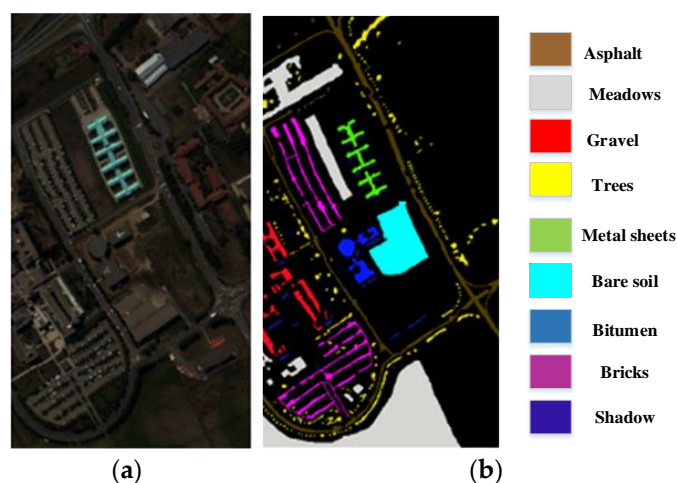 Asphalt
Meadows
Gravel
Trees
Metal sheets
Bare soil
Bitumen
Bricks
Shadow
(a) (b)